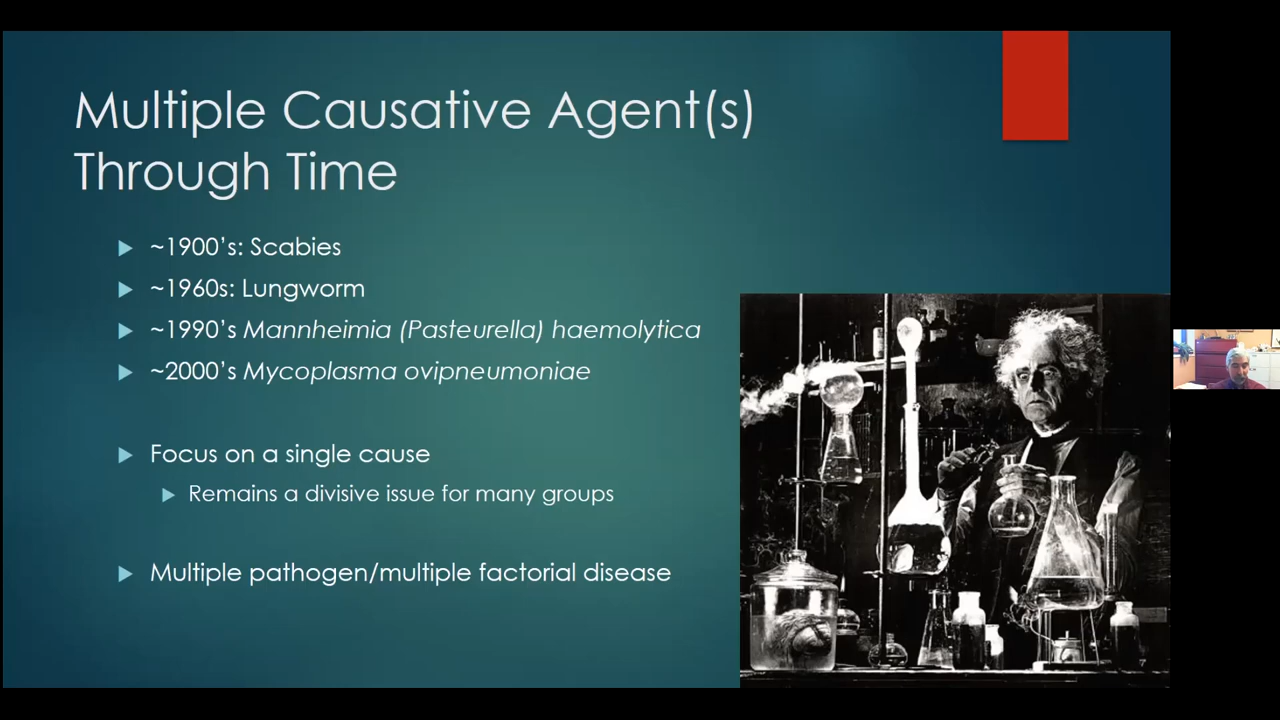 Multiple Causative Agent(s)
Through Time
~1900's: Scabies
~1960s: Lungworm
~1990's Mannheimia (Pasteurella) haemolytica
~2000's Mycoplasma ovipneumoniae
Focus on a single cause
Remains a divisive issue for many groups
Multiple pathogen/multiple factorial disease